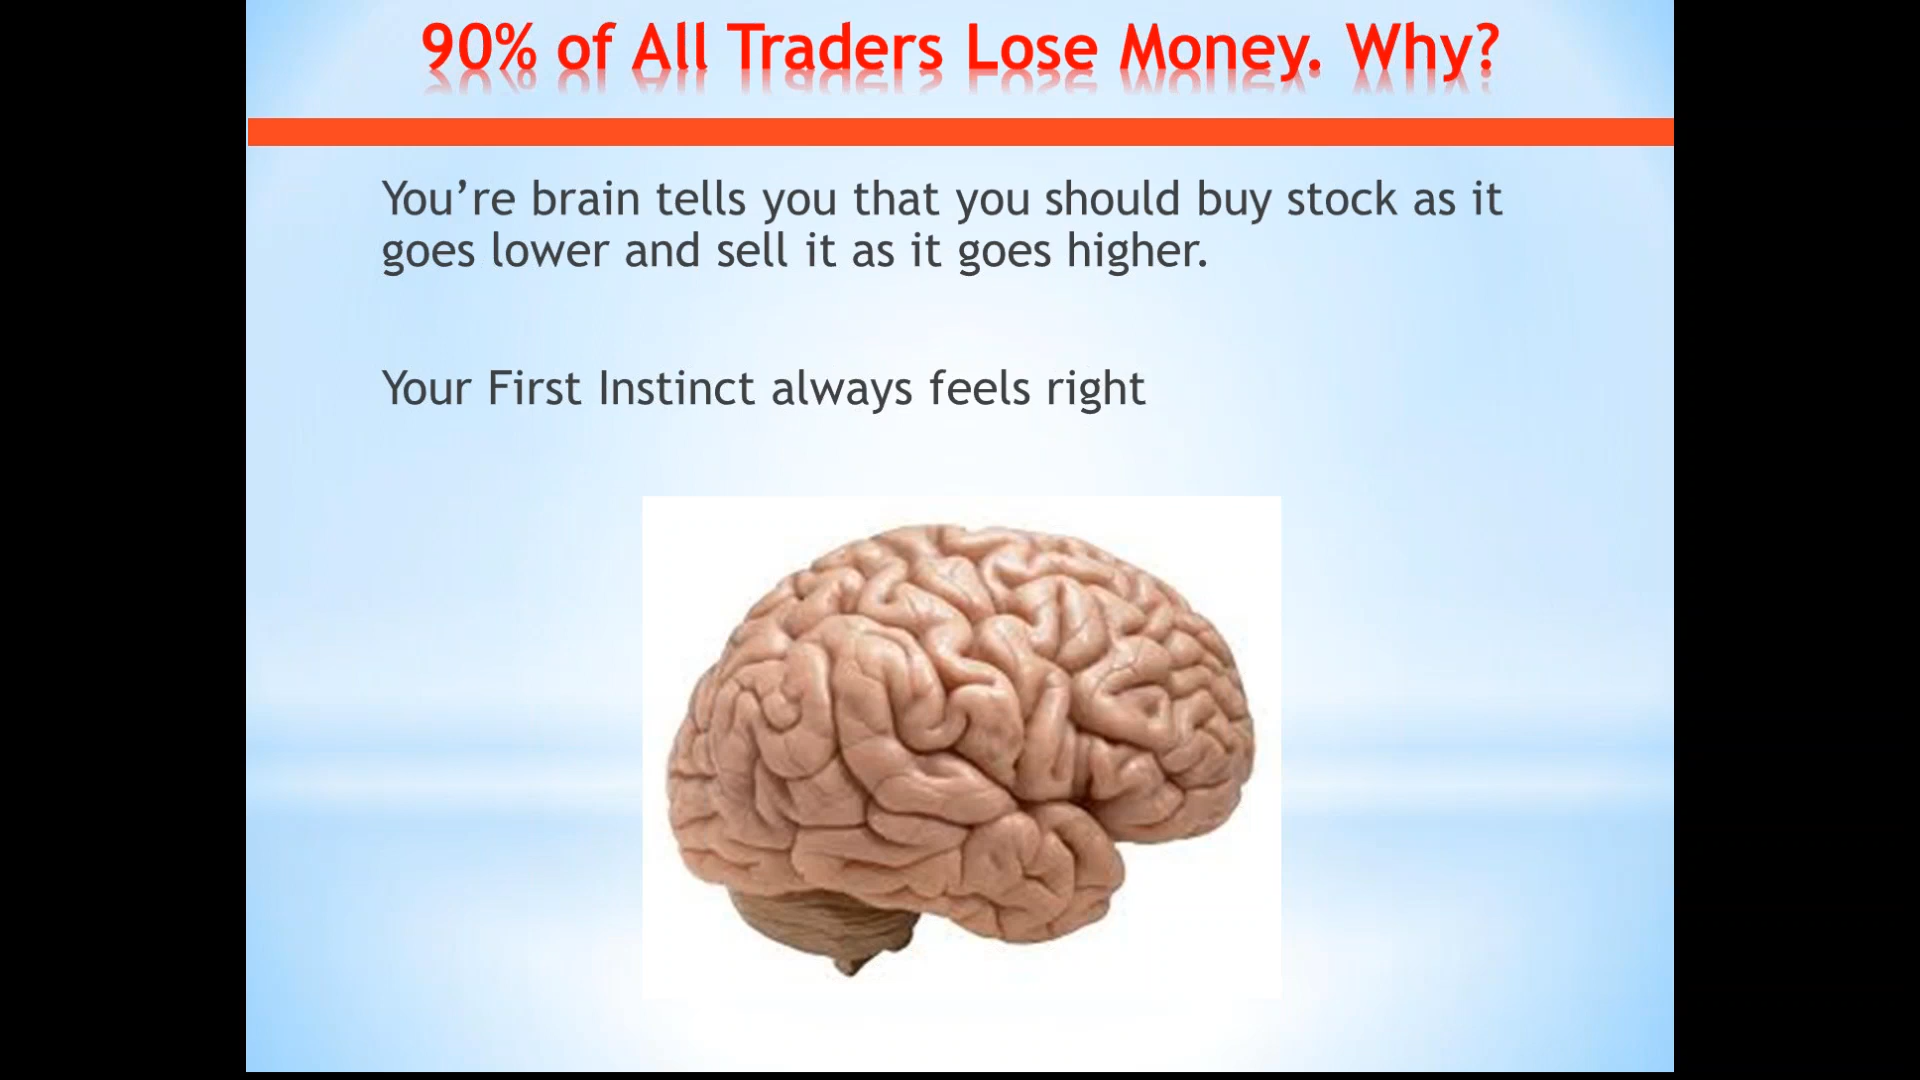 90% of All Traders Lose Money. Why?
You’re brain tells you that you should buy stock as it
goes lower and sell it as it goes higher.
Your First Instinct always feels right